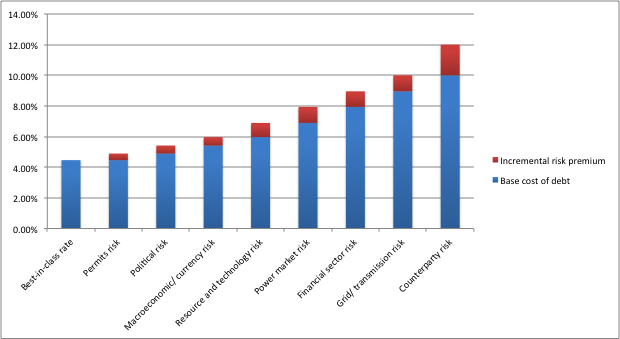 14.00%
12.00%
10.00%
8.00%
6.00%
4.00%
2.00%
0.00%
Best-in-class rate
Permits risk
Political risk
Macroeconomic/ currency risk
Resource and technology risk
Power market risk
Financial sector risk
Grid/ transmission risk
Counterparty risk
Incremental risk premium
Base cost of debt